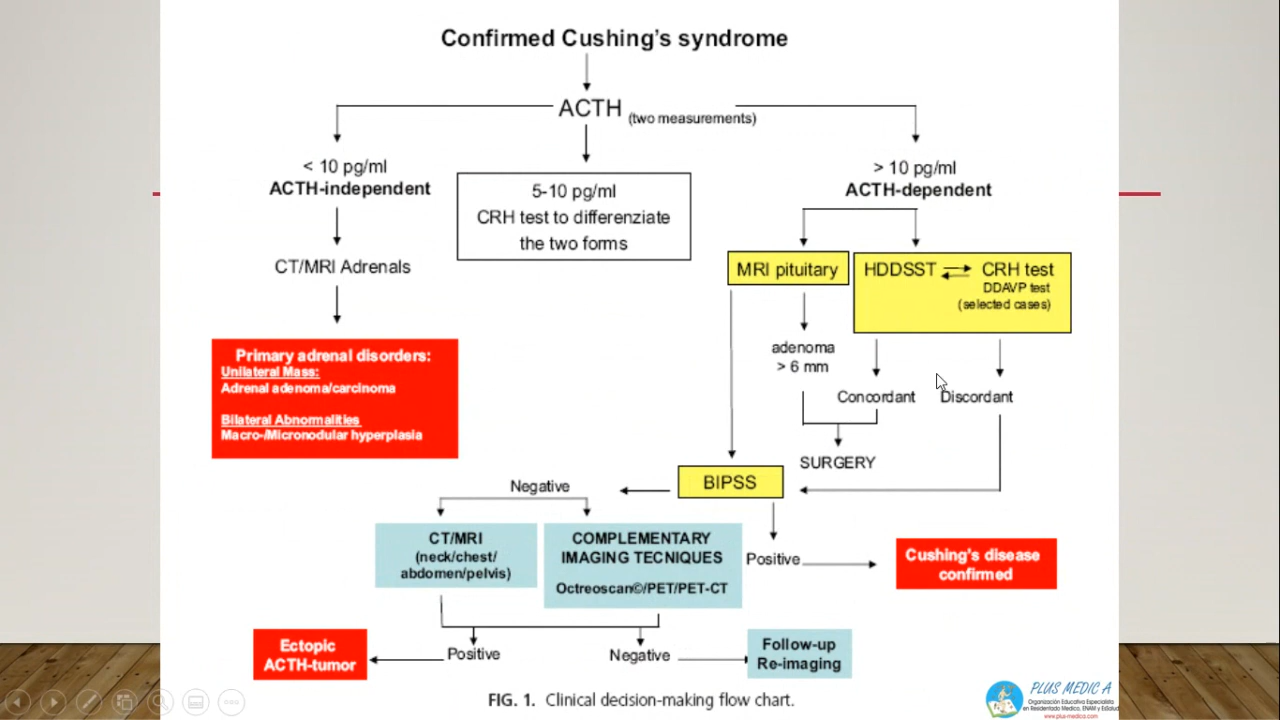 Confirmed Cushing's syndrome
ACTH (two measurements)
< 10 pg/ml
ACTH-independent
5-10 pg/ml
CRH test to differenziate
the two forms
> 10 pg/ml
ACTH-dependent
CT/MRI Adrenals
MRI pituitary
HDDSST CRH test
DDAVP test
(selected cases)
Primary adrenal disorders:
Unilateral Mass:
Adrenal adenoma/carcinoma
Bilateral Abnormalities
Macro-/Micronodular hyperplasia
adenoma
> 6 mm
Concordant
Discordant
SURGERY
BIPSS
Negative
CT/MRI
(neck/chest/
abdomen/pelvis)
COMPLEMENTARY
IMAGING TECNIQUES
Octreoscan©/PET/PET-CT
Positive
Cushing's disease
confirmed
Ectopic
ACTH-tumor
Positive
Negative
Follow-up
Re-imaging
FIG. 1. Clinical decision-making flow chart.
PLUS MEDIC A
Organización Educativa Especialista
en Residentado Medico, ENAM y EsSalud
www.plus-medica.com